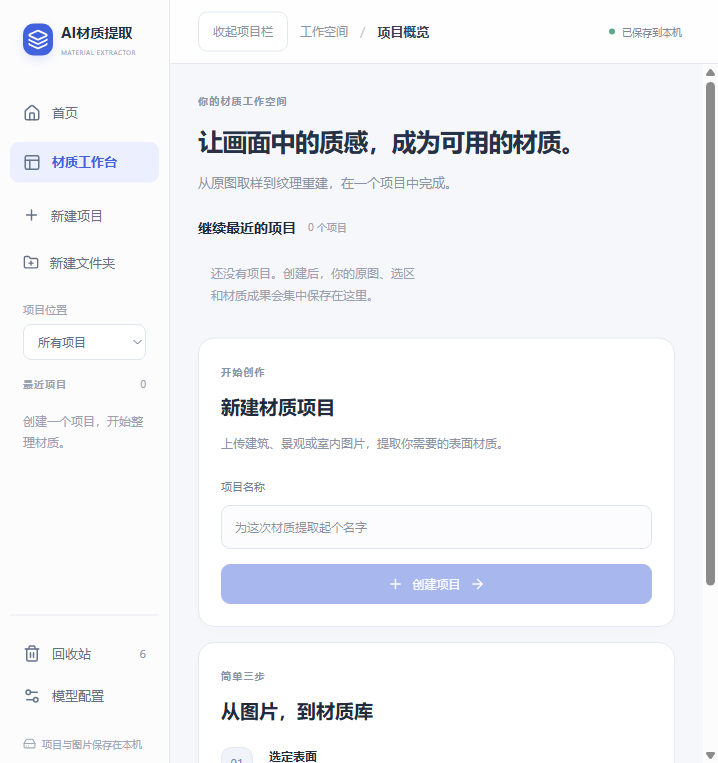 AI材质提取
MATERIAL EXTRACTOR
首页
材质工作台
新建项目
新建文件夹
项目位置
所有项目
最近项目 0
创建一个项目，开始整
理材质。
回收站 6
模型配置
项目与图片保存在本机
收起项目栏 工作空间 / 项目概览
已保存到本机
你的材质工作空间
让画面中的质感，成为可用的材质。
从原图取样到纹理重建，在一个项目中完成。
继续最近的项目 0 个项目
还没有项目。创建后，你的原图、选区
和材质成果会集中保存在这里。
开始创作
新建材质项目
上传建筑、景观或室内图片，提取你需要的表面材质。
项目名称
为这次材质提取起个名字
创建项目
简单三步
从图片，到材质库
01 选定表面